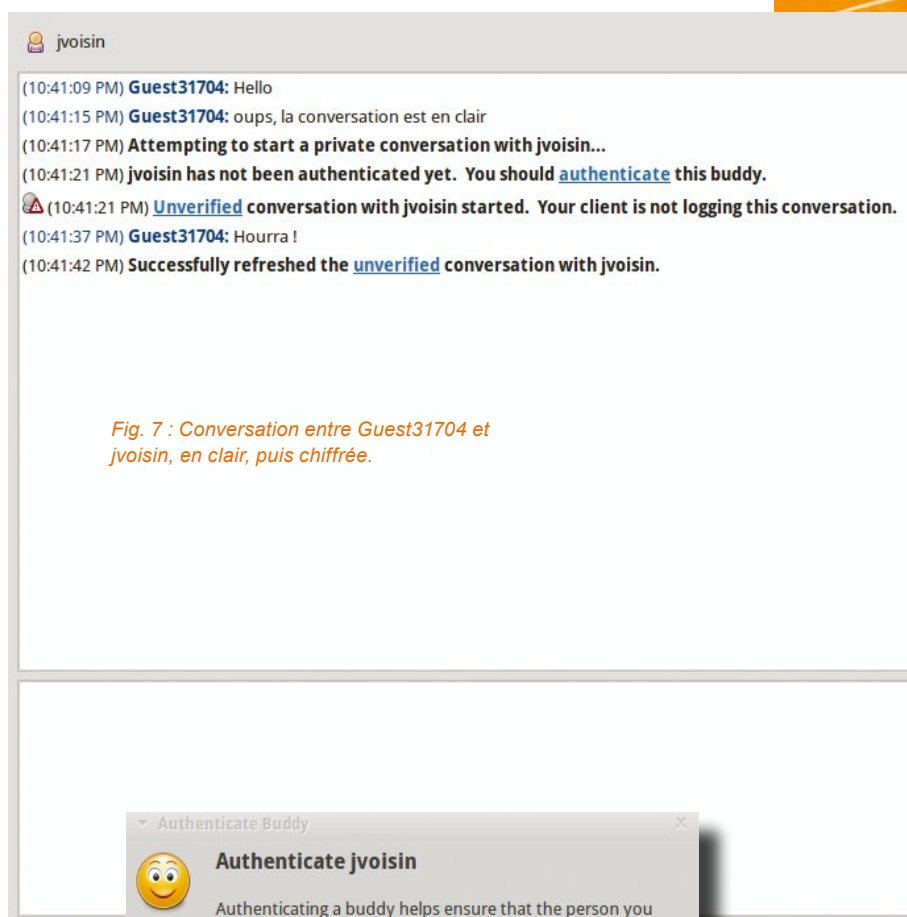 jvoisin
(10:41:09 PM) Guest31704: Hello
(10:41:15 PM) Guest31704: oups, la conversation est en clair
(10:41:17 PM) Attempting to start a private conversation with jvoisin...
(10:41:21 PM) jvoisin has not been authenticated yet. You should authenticate this buddy.
(10:41:21 PM) Unverified conversation with jvoisin started. Your client is not logging this conversation.
(10:41:37 PM) Guest31704: Hourra !
(10:41:42 PM) Successfully refreshed the unverified conversation with jvoisin.
Fig. 7 : Conversation entre Guest31704 et
jvoisin, en clair, puis chiffrée.
Authenticate Buddy
Authenticate jvoisin
Authenticating a buddy helps ensure that the person you